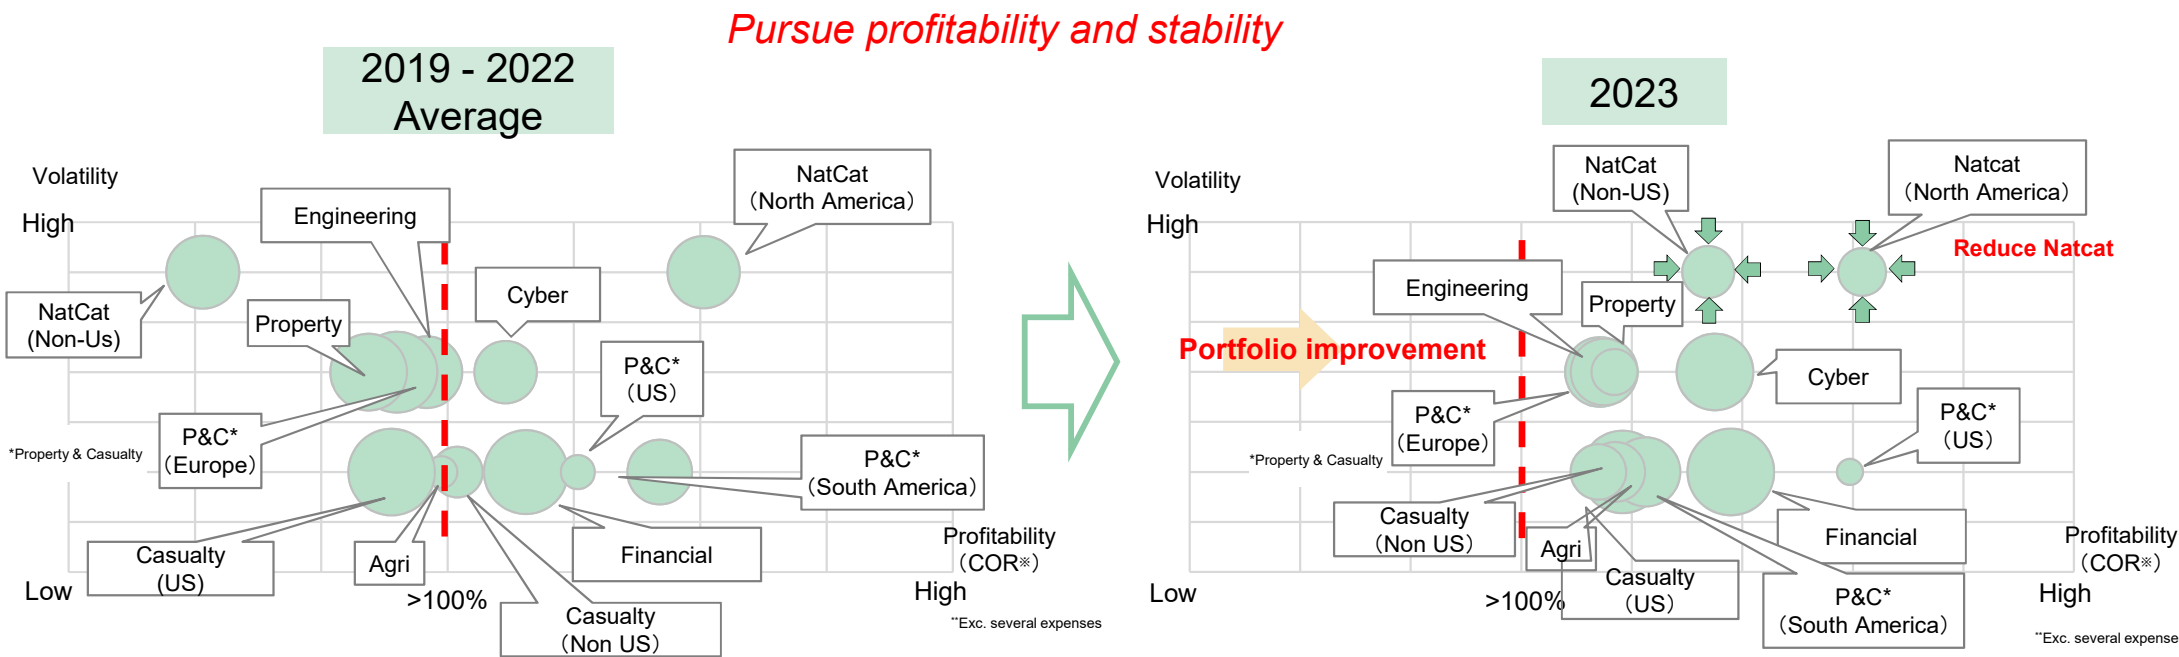 Pursue profitability and stability
2019 - 2022
Average
Volatility
High
Engineering
NatCat
（North America）
NatCat
(Non-Us)
Property
Cyber
P&C*
（US）
P&C*
（Europe）
*Property & Casualty
P&C*
（South America）
Casualty
(US)
Agri
Financial
Profitability
（COR※）
Low
>100%
High
Casualty
（Non US）
**Exc. several expenses
2023
Volatility
High
NatCat
(Non-US)
Natcat
（North America）
Reduce Natcat
Engineering
Property
Portfolio improvement
Cyber
P&C*
（Europe）
P&C*
（US）
*Property & Casualty
Casualty
（Non US）
Agri
Financial
Profitability
（COR※）
Casualty
（US）
Low
>100%
P&C*
（South America）
High
**Exc. several expense